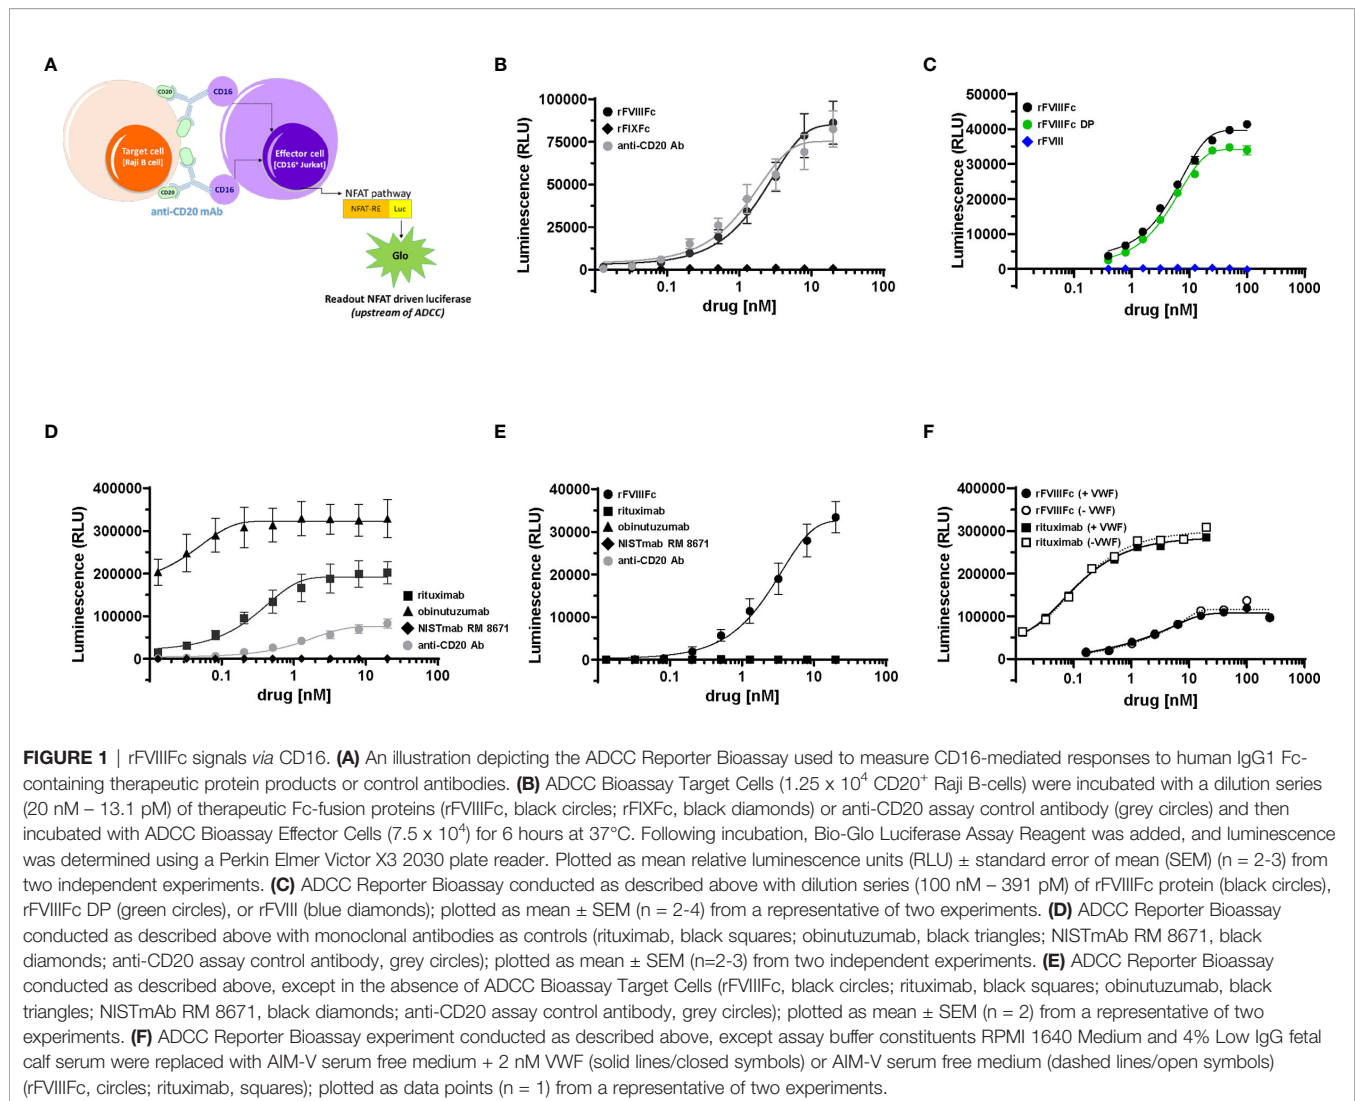 A
CD20
CD16
Target cell
[Raji B cell]
Effector cell
[CD16+ Jurkat]
CD20
CD16
anti-CD20 mAb
NFAT pathway
NFAT-RE Luc
Glo
Readout NFAT driven luciferase
(upstream of ADCC)
B
Luminescence (RLU)
100000
75000
50000
25000
0
rFVIIIFc
rFIXFc
anti-CD20 Ab
1
10
100
drug [nM]
C
Luminescence (RLU)
50000
40000
30000
20000
10000
0
rFVIIIFc
rFVIIIFc DP
rFVIII
0.1
1
10
100
1000
drug [nM]
D
Luminescence (RLU)
400000
300000
200000
100000
0
rituximab
obinutuzumab
NISTmab RM 8671
anti-CD20 Ab
0.1
1
10
100
drug [nM]
E
Luminescence (RLU)
40000
30000
20000
10000
0
rFVIIIFc
rituximab
obinutuzumab
NISTmab RM 8671
anti-CD20 Ab
0.1
1
10
100
drug [nM]
F
Luminescence (RLU)
400000
300000
200000
100000
0
rFVIIIFc (+ VWF)
rFVIIIFc (- VWF)
rituximab (+ VWF)
rituximab (-VWF)
0.1
1
10
100
1000
drug [nM]
FIGURE 1 | rFVIIIFc signals via CD16. (A) An illustration depicting the ADCC Reporter Bioassay used to measure CD16-mediated responses to human IgG1 Fc-
containing therapeutic protein products or control antibodies. (B) ADCC Bioassay Target Cells (1.25 x 10⁴ CD20⁺ Raji B-cells) were incubated with a dilution series
(20 nM – 13.1 pM) of therapeutic Fc-fusion proteins (rFVIIIFc, black circles; rFIXFc, black diamonds) or anti-CD20 assay control antibody (grey circles) and then
incubated with ADCC Bioassay Effector Cells (7.5 x 10⁴) for 6 hours at 37°C. Following incubation, Bio-Glo Luciferase Assay Reagent was added, and luminescence
was determined using a Perkin Elmer Victor X3 2030 plate reader. Plotted as mean relative luminescence units (RLU) ± standard error of mean (SEM) (n = 2-3) from
two independent experiments. (C) ADCC Reporter Bioassay conducted as described above with dilution series (100 nM – 391 pM) of rFVIIIFc protein (black circles),
rFVIIIFc DP (green circles), or rFVIII (blue diamonds); plotted as mean ± SEM (n = 2-4) from a representative of two experiments. (D) ADCC Reporter Bioassay
conducted as described above with monoclonal antibodies as controls (rituximab, black squares; obinutuzumab, black triangles; NISTmAb RM 8671, black
diamonds; anti-CD20 assay control antibody, grey circles); plotted as mean ± SEM (n=2-3) from two independent experiments. (E) ADCC Reporter Bioassay
conducted as described above, except in the absence of ADCC Bioassay Target Cells (rFVIIIFc, black circles; rituximab, black squares; obinutuzumab, black
triangles; NISTmAb RM 8671, black diamonds; anti-CD20 assay control antibody, grey circles); plotted as mean ± SEM (n = 2) from a representative of two
experiments. (F) ADCC Reporter Bioassay experiment conducted as described above, except assay buffer constituents RPMI 1640 Medium and 4% Low IgG fetal
calf serum were replaced with AIM-V serum free medium + 2 nM VWF (solid lines/closed symbols) or AIM-V serum free medium (dashed lines/open symbols)
(rFVIIIFc, circles; rituximab, squares); plotted as data points (n = 1) from a representative of two experiments.